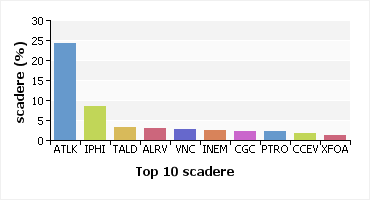 30
25
20
15
10
5
0
scadere (%)
ATLK IPHI TALD ALRV VNC INEM CGC PTRO CCEV XFOA
Top 10 scadere